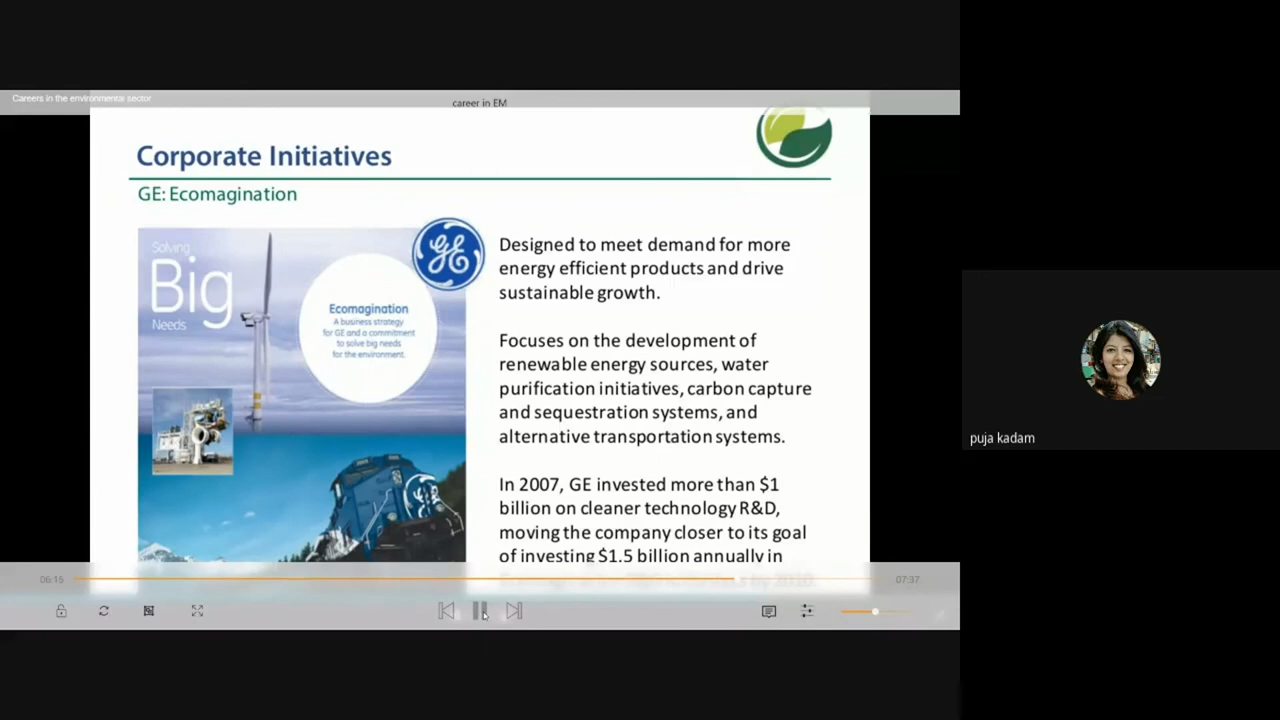 Careers in the environmental sector
career in EM
Corporate Initiatives
GE: Ecomagination
Solving
Big
Needs
GE
Ecomagination
A business strategy
for GE and a commitment
to solve big needs
for the environment.
Designed to meet demand for more
energy efficient products and drive
sustainable growth.
Focuses on the development of
renewable energy sources, water
purification initiatives, carbon capture
and sequestration systems, and
alternative transportation systems.
In 2007, GE invested more than $1
billion on cleaner technology R&D,
moving the company closer to its goal
of investing $1.5 billion annually in
by 2010.
06:15
07:37
puja kadam